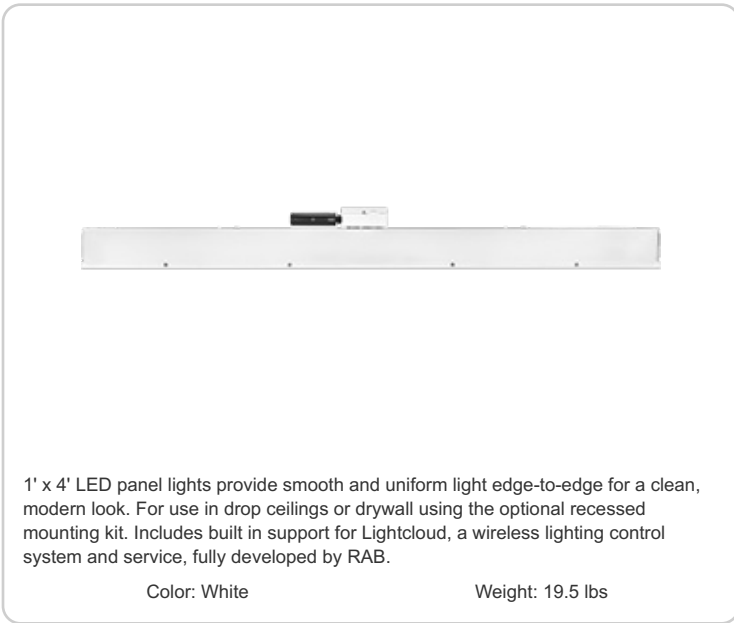 1' x 4' LED panel lights provide smooth and uniform light edge-to-edge for a clean,
modern look. For use in drop ceilings or drywall using the optional recessed
mounting kit. Includes built in support for Lightcloud, a wireless lighting control
system and service, fully developed by RAB.
Color: White Weight: 19.5 lbs